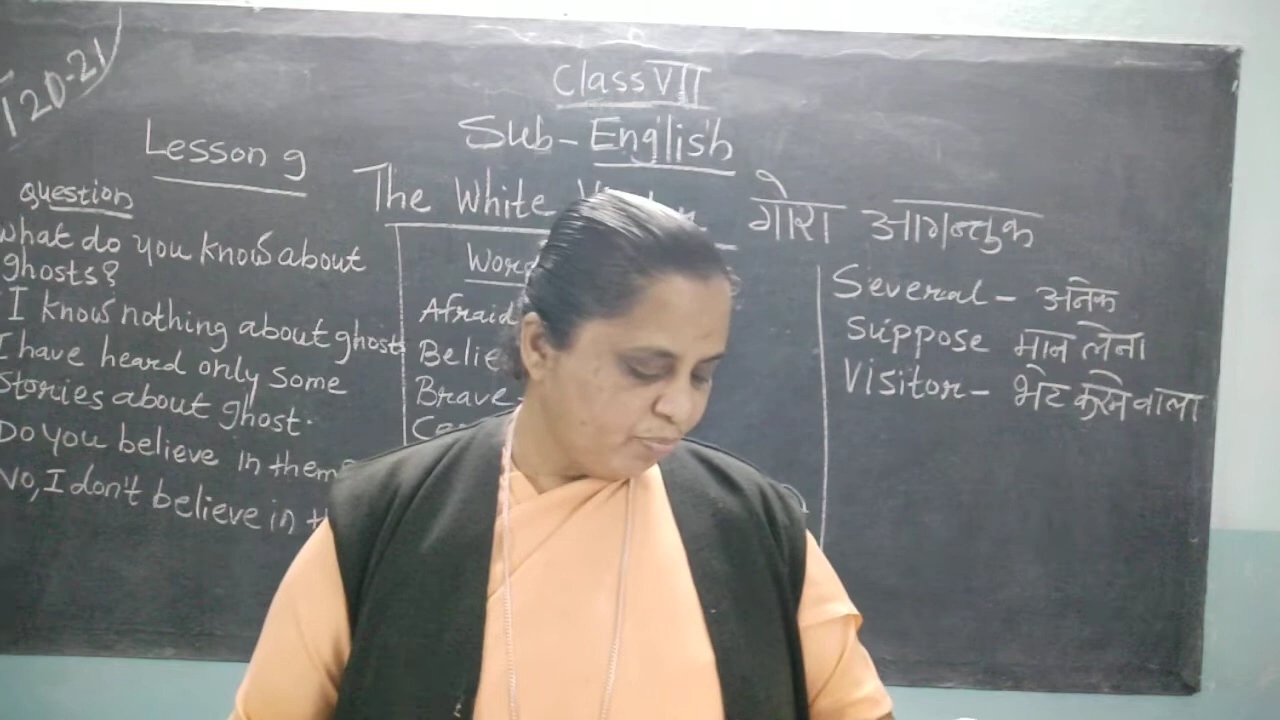 120-21
Class VII
Sub-English
Lesson 9
The White
गोरा आगन्तुक
question
what do you know about
ghosts?
I know nothing about ghosts
I have heard only some
Stories about ghost.
Do you believe in them?
No, I don't believe in
Afraid
Brave-
Several - अनेक
Suppose मान लेना
Visitor - भेट करने वाला